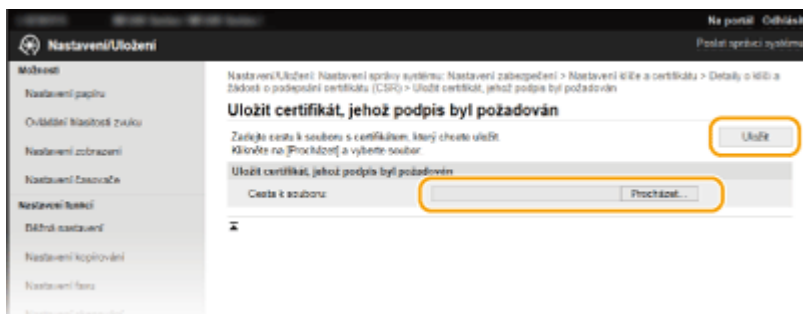 Na portál Odhlásit
Nastavení/Uložení
Poslat správci systému
Možnosti
Nastavení papíru
Ovládání hlasitosti zvuku
Nastavení zobrazení
Nastavení časovače
Nastavení funkcí
Běžná nastavení
Nastavení kopírování
Nastavení faxu
Nastavení/Uložení: Nastavení správy systému: Nastavení zabezpečení > Nastavení klíče a certifikátu > Detaily o klíči a
žádosti o podepsání certifikátu (CSR) > Uložit certifikát, jehož podpis byl požadován
Uložit certifikát, jehož podpis byl požadován
Zadejte cestu k souboru s certifikátem, který chcete uložit.
Klikněte na [Procházet] a vyberte soubor.
Uložit
Uložit certifikát, jehož podpis byl požadován
Cesta k souboru:
Procházet...